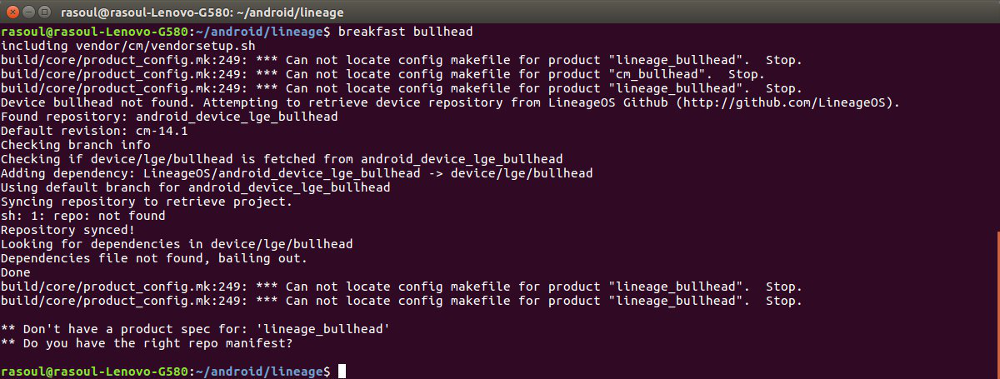 rasoul@rasoul-Lenovo-G580: ~/android/lineage
rasoul@rasoul-Lenovo-G580:~/android/lineage$ breakfast bullhead
including vendor/cm/vendorsetup.sh
build/core/product_config.mk:249: *** Can not locate config makefile for product "lineage_bullhead".  Stop.
build/core/product_config.mk:249: *** Can not locate config makefile for product "cm_bullhead".  Stop.
build/core/product_config.mk:249: *** Can not locate config makefile for product "lineage_bullhead".  Stop.
Device bullhead not found. Attempting to retrieve device repository from LineageOS Github (http://github.com/LineageOS).
Found repository: android_device_lge_bullhead
Default revision: cm-14.1
Checking branch info
Checking if device/lge/bullhead is fetched from android_device_lge_bullhead
Adding dependency: LineageOS/android_device_lge_bullhead -> device/lge/bullhead
Using default branch for android_device_lge_bullhead
Syncing repository to retrieve project.
sh: 1: repo: not found
Repository synced!
Looking for dependencies in device/lge/bullhead
Dependencies file not found, bailing out.
Done
build/core/product_config.mk:249: *** Can not locate config makefile for product "lineage_bullhead".  Stop.
build/core/product_config.mk:249: *** Can not locate config makefile for product "lineage_bullhead".  Stop.
** Don't have a product spec for: 'lineage_bullhead'
** Do you have the right repo manifest?
rasoul@rasoul-Lenovo-G580:~/android/lineage$